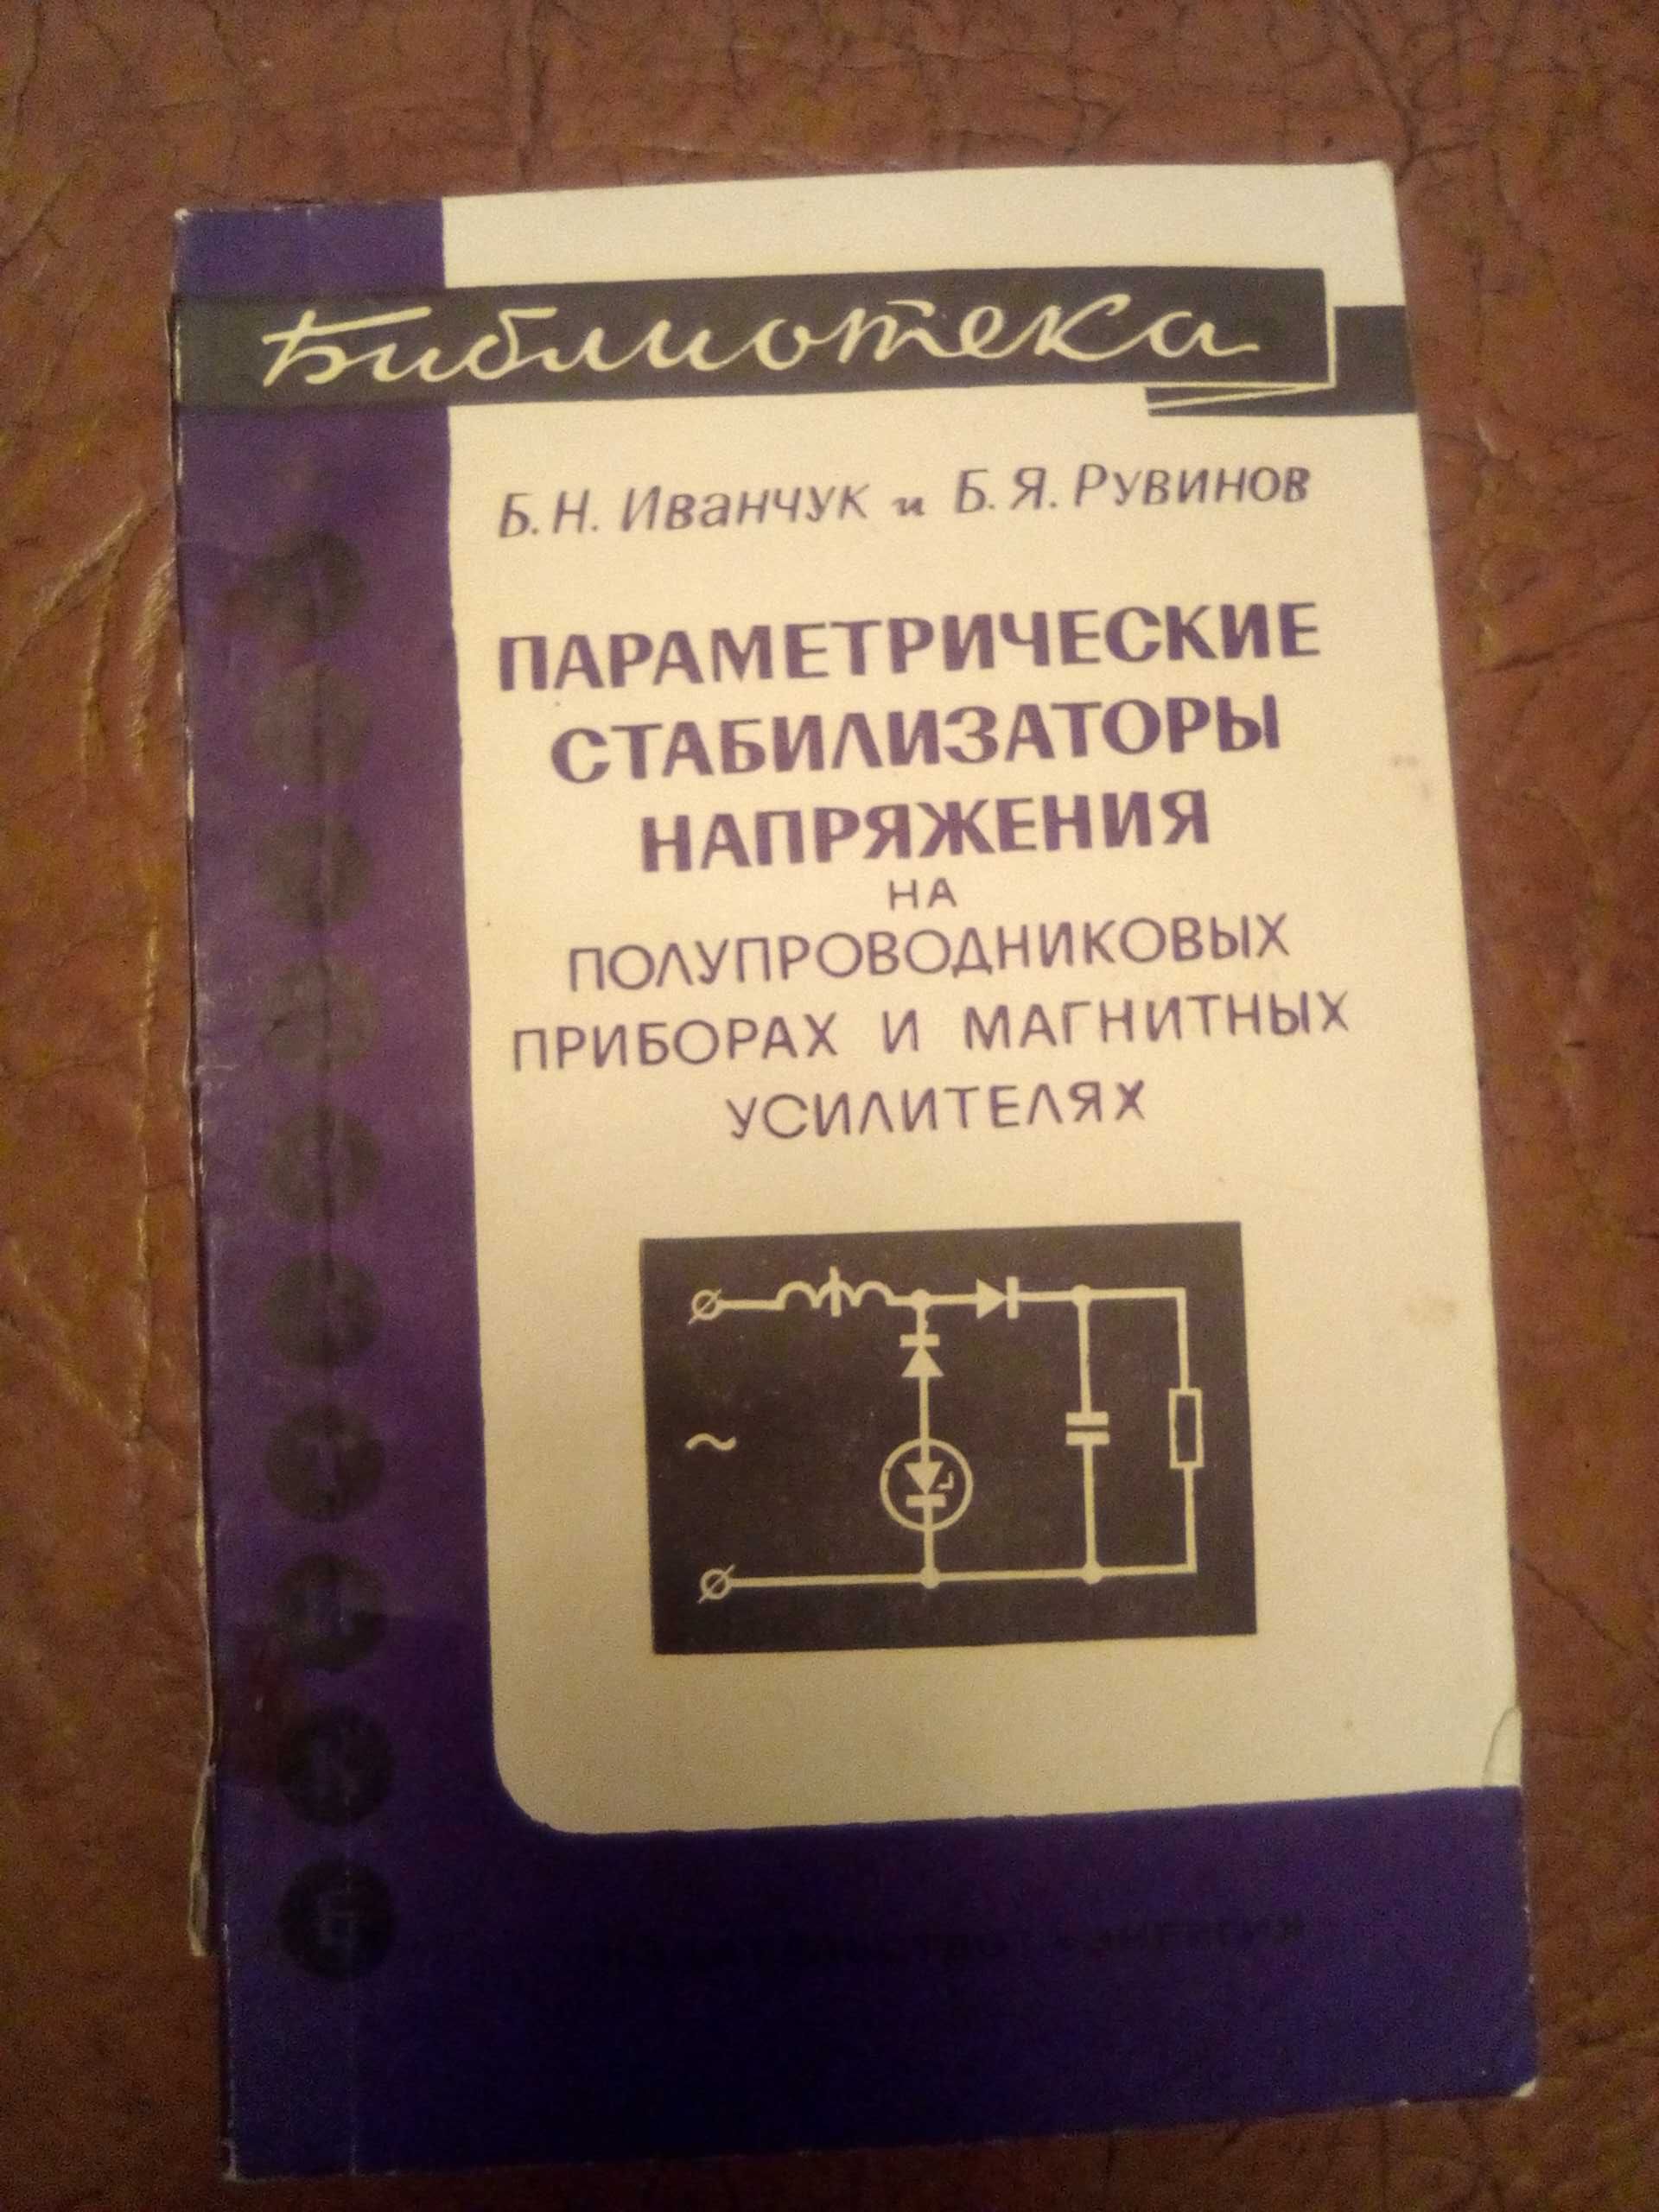 Библиотека
Б. Н. Иванчук и Б. Я. Рувинов
ПАРАМЕТРИЧЕСКИЕ
СТАБИЛИЗАТОРЫ
НАПРЯЖЕНИЯ
НА
ПОЛУПРОВОДНИКОВЫХ
ПРИБОРАХ И МАГНИТНЫХ
УСИЛИТЕЛЯХ
~